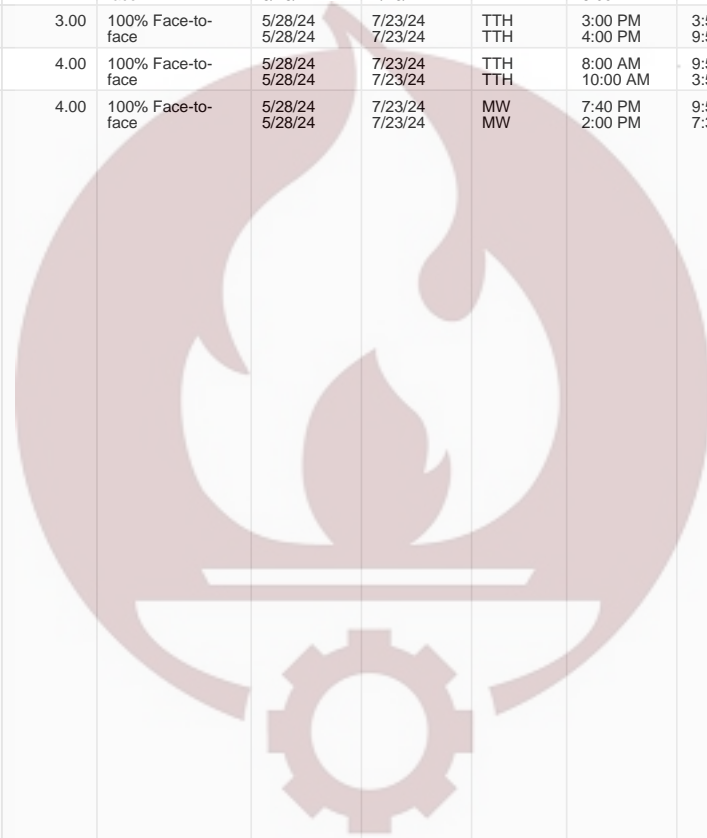 3.00 100% Face-to- 5/28/24 7/23/24 TTH 3:00 PM
face 5/28/24 7/23/24 TTH 4:00 PM
4.00 100% Face-to- 5/28/24 7/23/24 TTH 8:00 AM
face 5/28/24 7/23/24 TTH 10:00 AM
4.00 100% Face-to- 5/28/24 7/23/24 MW 7:40 PM
face 5/28/24 7/23/24 MW 2:00 PM